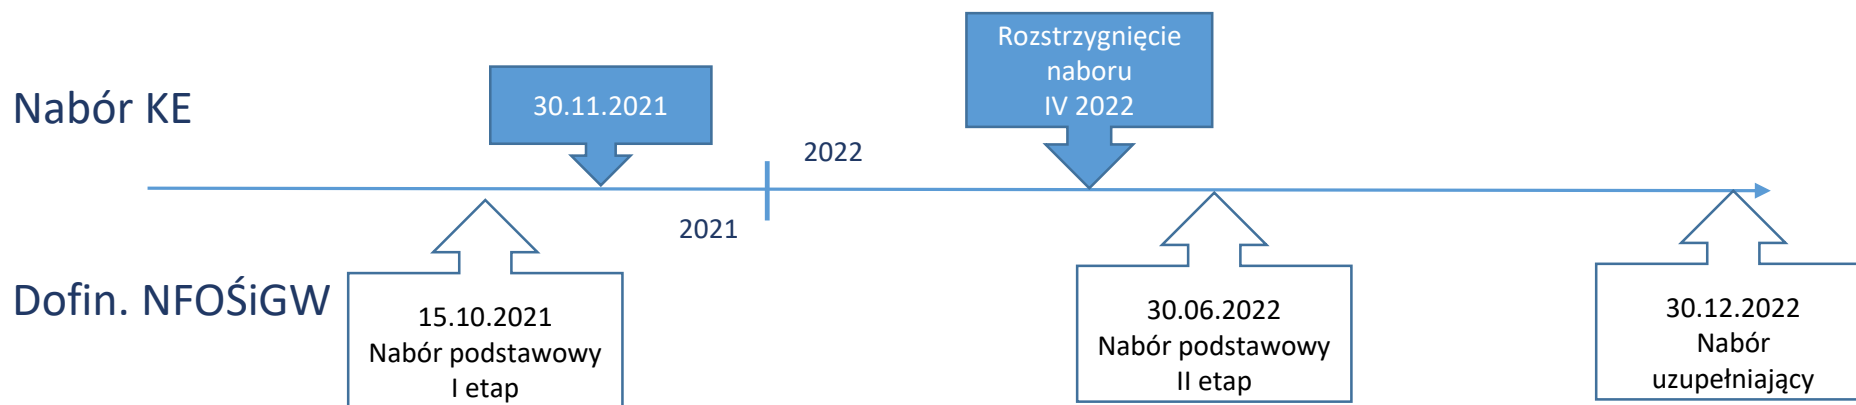 Nabór KE
30.11.2021
Rozstrzygnięcie
naboru
IV 2022
2022
2021
Dofin. NFOŚiGW
15.10.2021
Nabór podstawowy
I etap
30.06.2022
Nabór podstawowy
II etap
30.12.2022
Nabór
uzupełniający